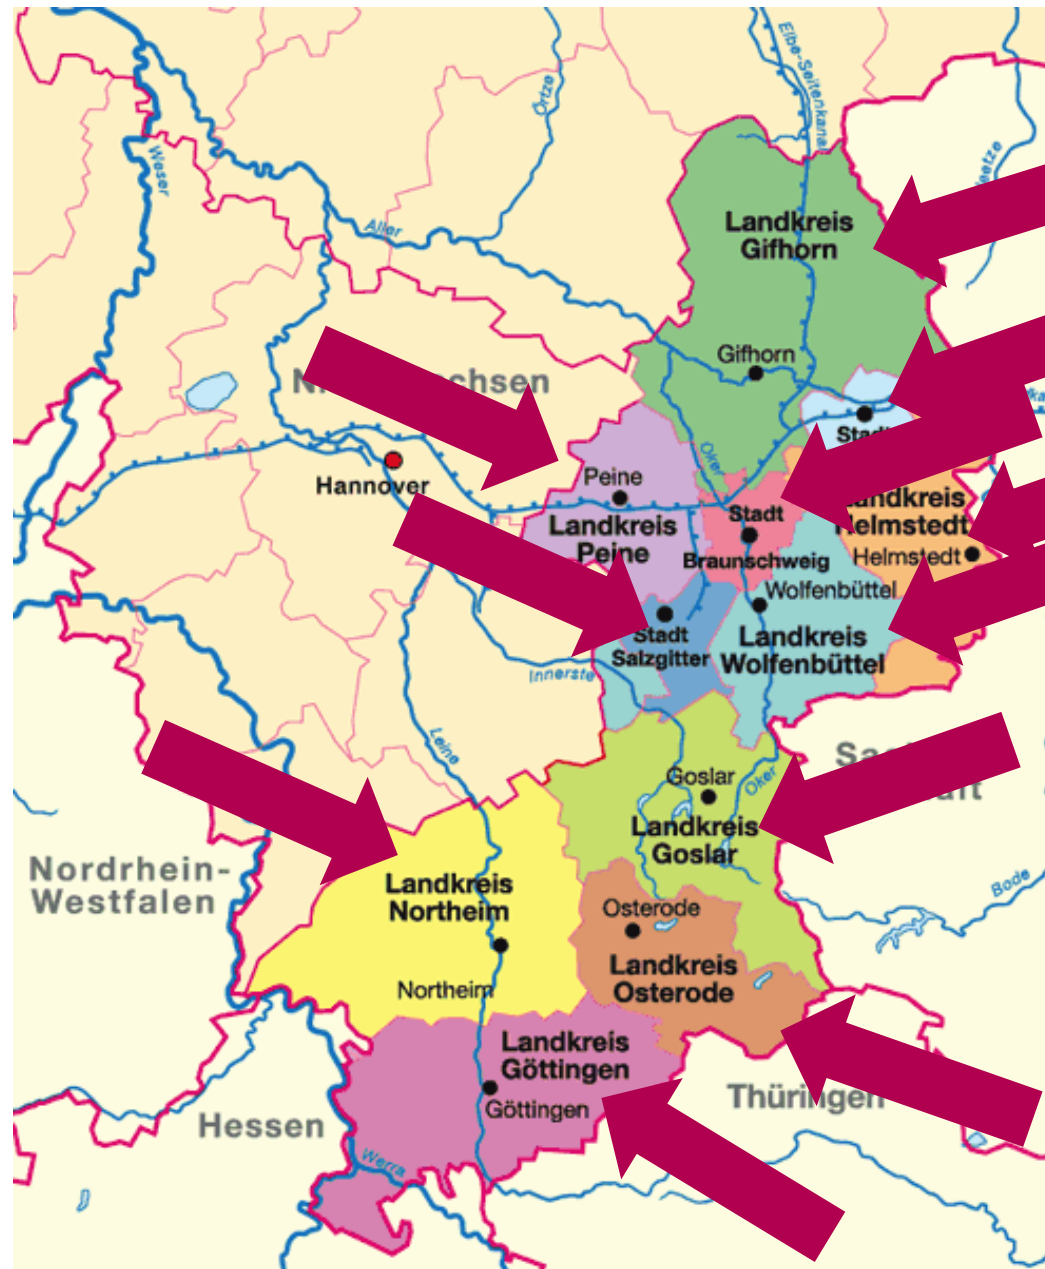 Elbe-Seitenkanal
Örtze
Weser
Aller
Landkreis
Gifhorn
Gifhorn
Hannover
Oker
Peine
Landkreis
Peine
Stadt
Braunschweig
Helmstedt
Wolfenbüttel
Landkreis
Wolfenbüttel
Stadt
Salzgitter
Innerste
Leine
Goslar
Oker
Landkreis
Goslar
Nordrhein-
Westfalen
Landkreis
Northeim
Northeim
Osterode
Landkreis
Osterode
Bode
Landkreis
Göttingen
Göttingen
Hessen
Thüringen
Werra